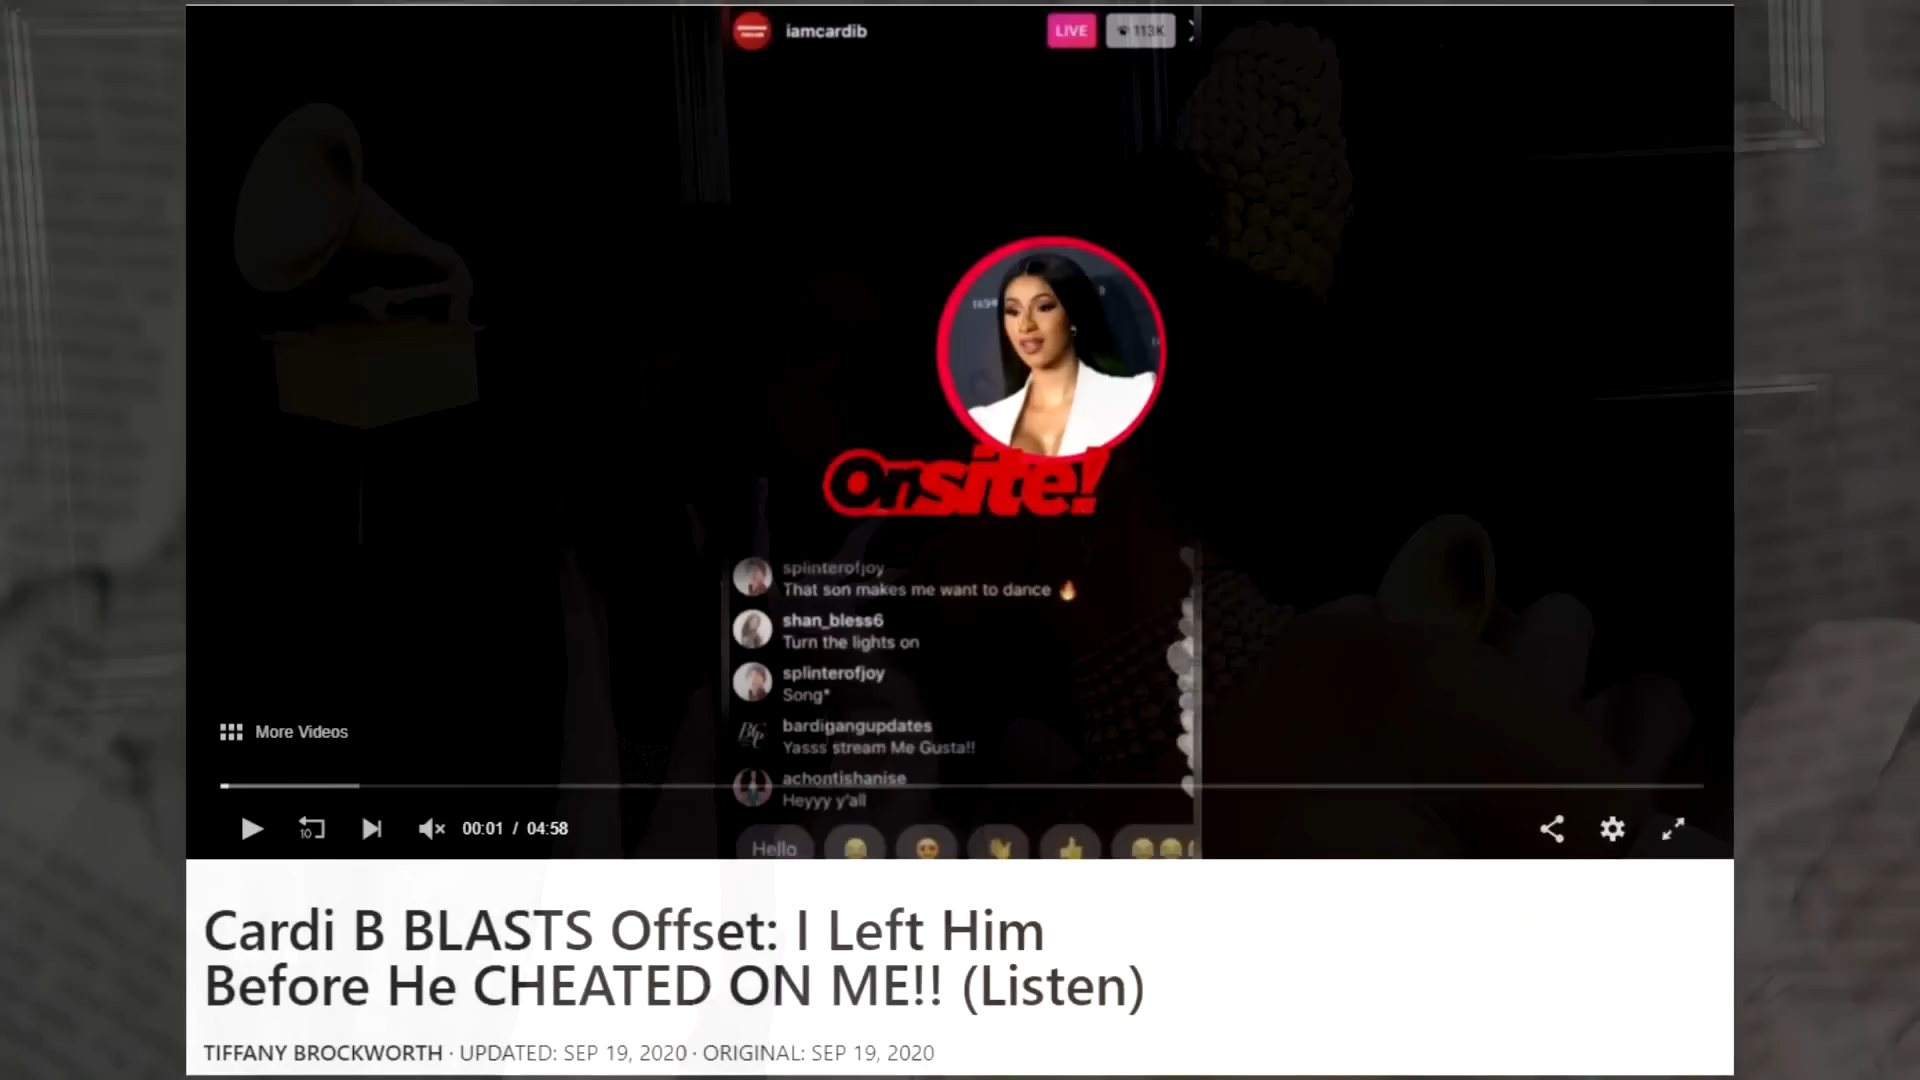 iamcardib
LIVE 113K
Onsite!
splinterofjoy
That son makes me want to dance
shan_bless6
Turn the lights on
splinterofjoy
Song*
bardigangupdates
Yasss stream Me Gusta!!
achontishanise
Heyyy y'all
More Videos
10 00:01 / 04:58
Hello
Cardi B BLASTS Offset: I Left Him
Before He CHEATED ON ME!! (Listen)
TIFFANY BROCKWORTH · UPDATED: SEP 19, 2020 · ORIGINAL: SEP 19, 2020